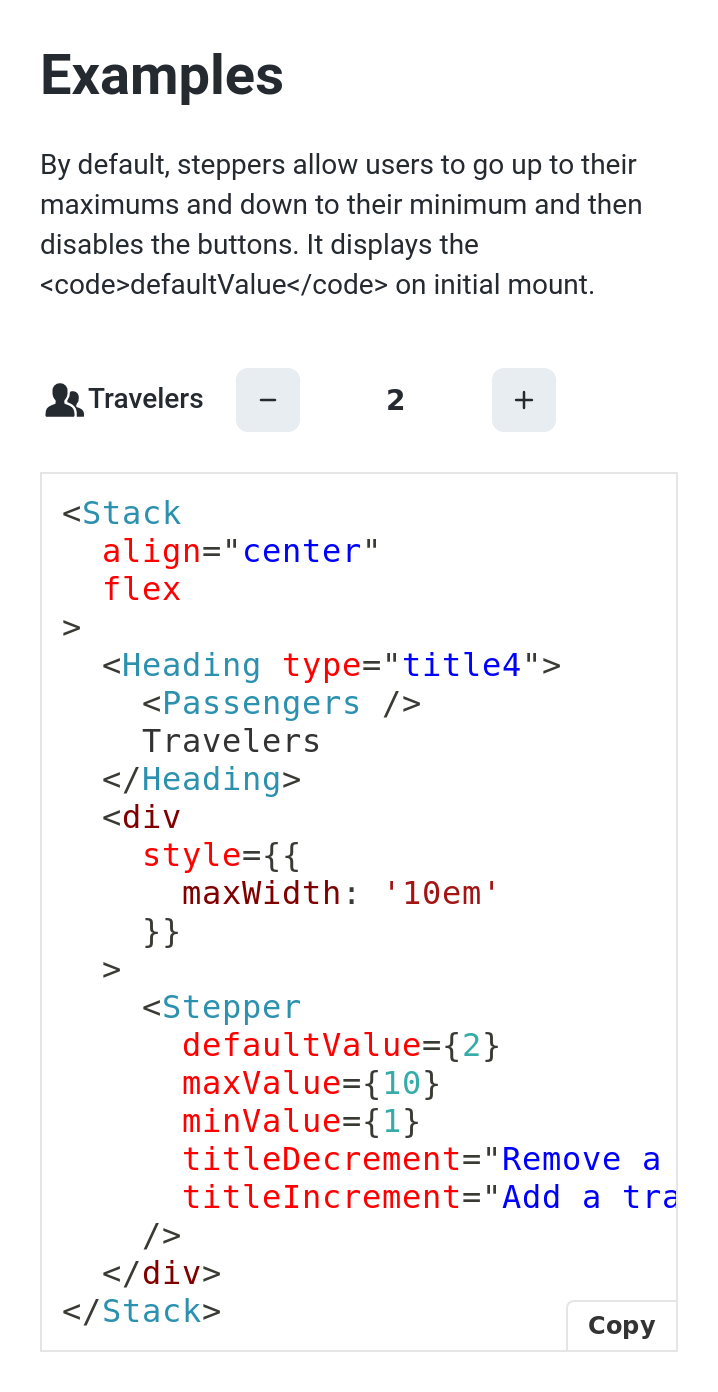 Examples
By default, steppers allow users to go up to their
maximums and down to their minimum and then
disables the buttons. It displays the
<code>defaultValue</code> on initial mount.
Travelers − 2 +
<Stack
  align="center"
  flex
>
  <Heading type="title4">
    <Passengers />
    Travelers
  </Heading>
  <div
    style={{
      maxWidth: '10em'
    }}
  >
    <Stepper
      defaultValue={2}
      maxValue={10}
      minValue={1}
      titleDecrement="Remove a
      titleIncrement="Add a
    />
  </div>
</Stack>
Copy